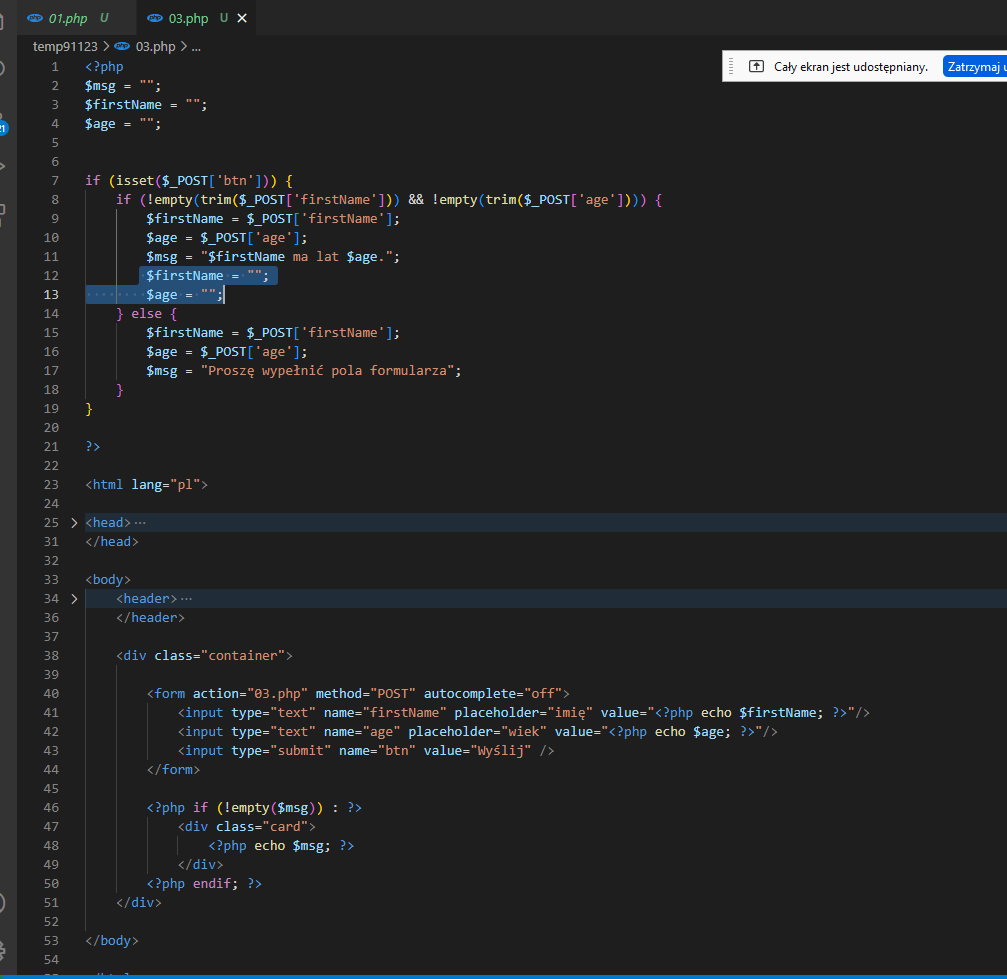 01.php U
03.php U
temp91123 > 03.php > ...
Cały ekran jest udostępniany. Zatrzymaj
21
1 <?php
2 $msg = "";
3 $firstName = "";
4 $age = "";
5
6
7 if (isset($_POST['btn'])) {
8 if (!empty(trim($_POST['firstName'])) && !empty(trim($_POST['age']))) {
9 $firstName = $_POST['firstName'];
10 $age = $_POST['age'];
11 $msg = "$firstName ma lat $age.";
12 $firstName = "";
13 $age = "";
14 } else {
15 $firstName = $_POST['firstName'];
16 $age = $_POST['age'];
17 $msg = "Proszę wypełnić pola formularza";
18 }
19 }
20
21 ?>
22
23 <html lang="pl">
24
25 <head> ...
31 </head>
32
33 <body>
34 <header> ...
36 </header>
37
38 <div class="container">
39
40 <form action="03.php" method="POST" autocomplete="off">
41 <input type="text" name="firstName" placeholder="imię" value="<?php echo $firstName; ?>"/>
42 <input type="text" name="age" placeholder="wiek" value="<?php echo $age; ?>"/>
43 <input type="submit" name="btn" value="Wyślij" />
44 </form>
45
46 <?php if (!empty($msg)) : ?>
47 <div class="card">
48 <?php echo $msg; ?>
49 </div>
50 <?php endif; ?>
51 </div>
52
53 </body>
54